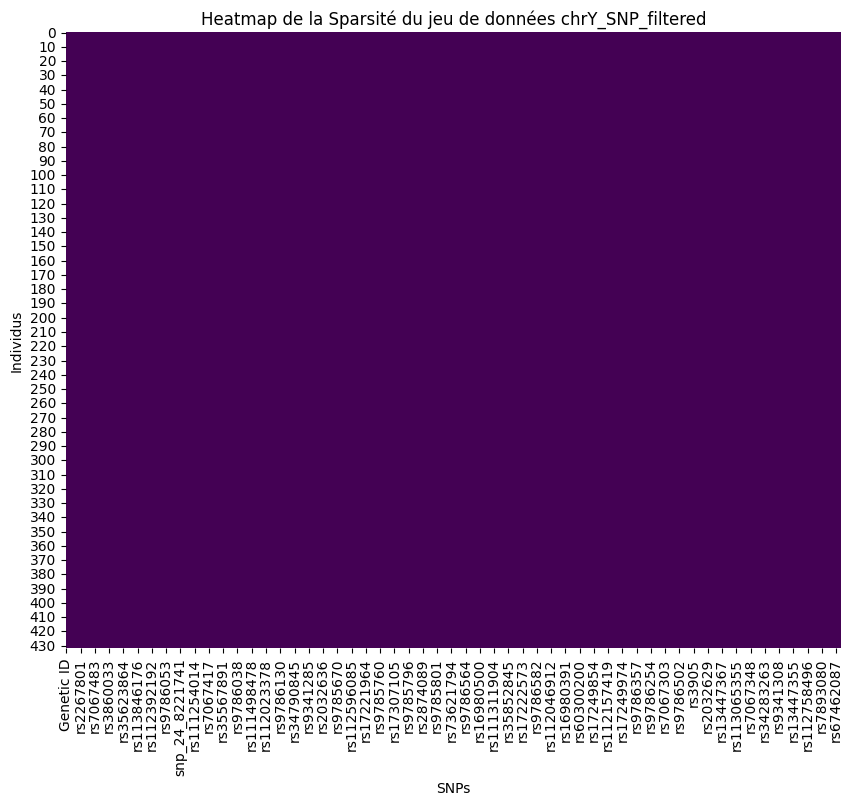 Heatmap de la Sparsité du jeu de données chrY_SNP_filtered
0
10
20
30
40
50
60
70
80
90
100
110
120
130
140
150
160
170
180
190
200
210
220
230
240
250
260
270
280
290
300
310
320
330
340
350
360
370
380
390
400
410
420
430
Individus
Genetic ID
rs2267801
rs7067483
rs3860033
rs35623864
rs113846176
rs112392192
rs9786053
snp_24_8221741
rs111254014
rs7067417
rs35567891
rs9786038
rs111498478
rs112023378
rs9786130
rs34790845
rs9341285
rs2032636
rs9785670
rs112596085
rs17221964
rs9785760
rs17307105
rs9785796
rs2874089
rs9785801
rs73621794
rs9786564
rs16980500
rs111311904
rs35852845
rs17222573
rs9786582
rs112046912
rs16980391
rs60300200
rs17249854
rs112157419
rs17249974
rs9786357
rs9786254
rs7067303
rs9786502
rs3905
rs2032629
rs13447367
rs113065355
rs7067348
rs34283263
rs9341308
rs13447355
rs112758496
rs7893080
rs67462087
SNPs